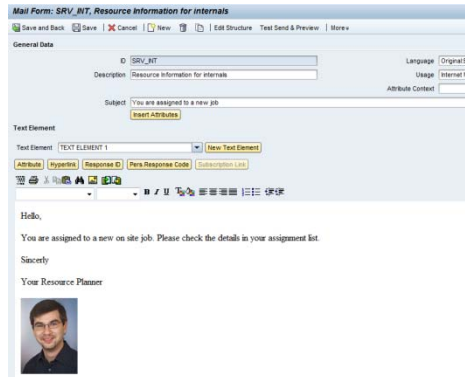 Mail Form: SRV_INT, Resource Information for internals
Save and Back Save Cancel New Edit Structure Test Send & Preview More
General Data
ID SRV_INT Language Original
Description Resource Information for internals Usage Internet
Attribute Context
Subject You are assigned to a new job
Insert Attributes
Text Element
Text Element TEXT ELEMENT 1 New Text Element
Attribute Hyperlink Response ID Pers.Response Code Subscription Link
B I U
Hello,
You are assigned to a new on site job. Please check the details in your assignment list.
Sincerly
Your Resource Planner